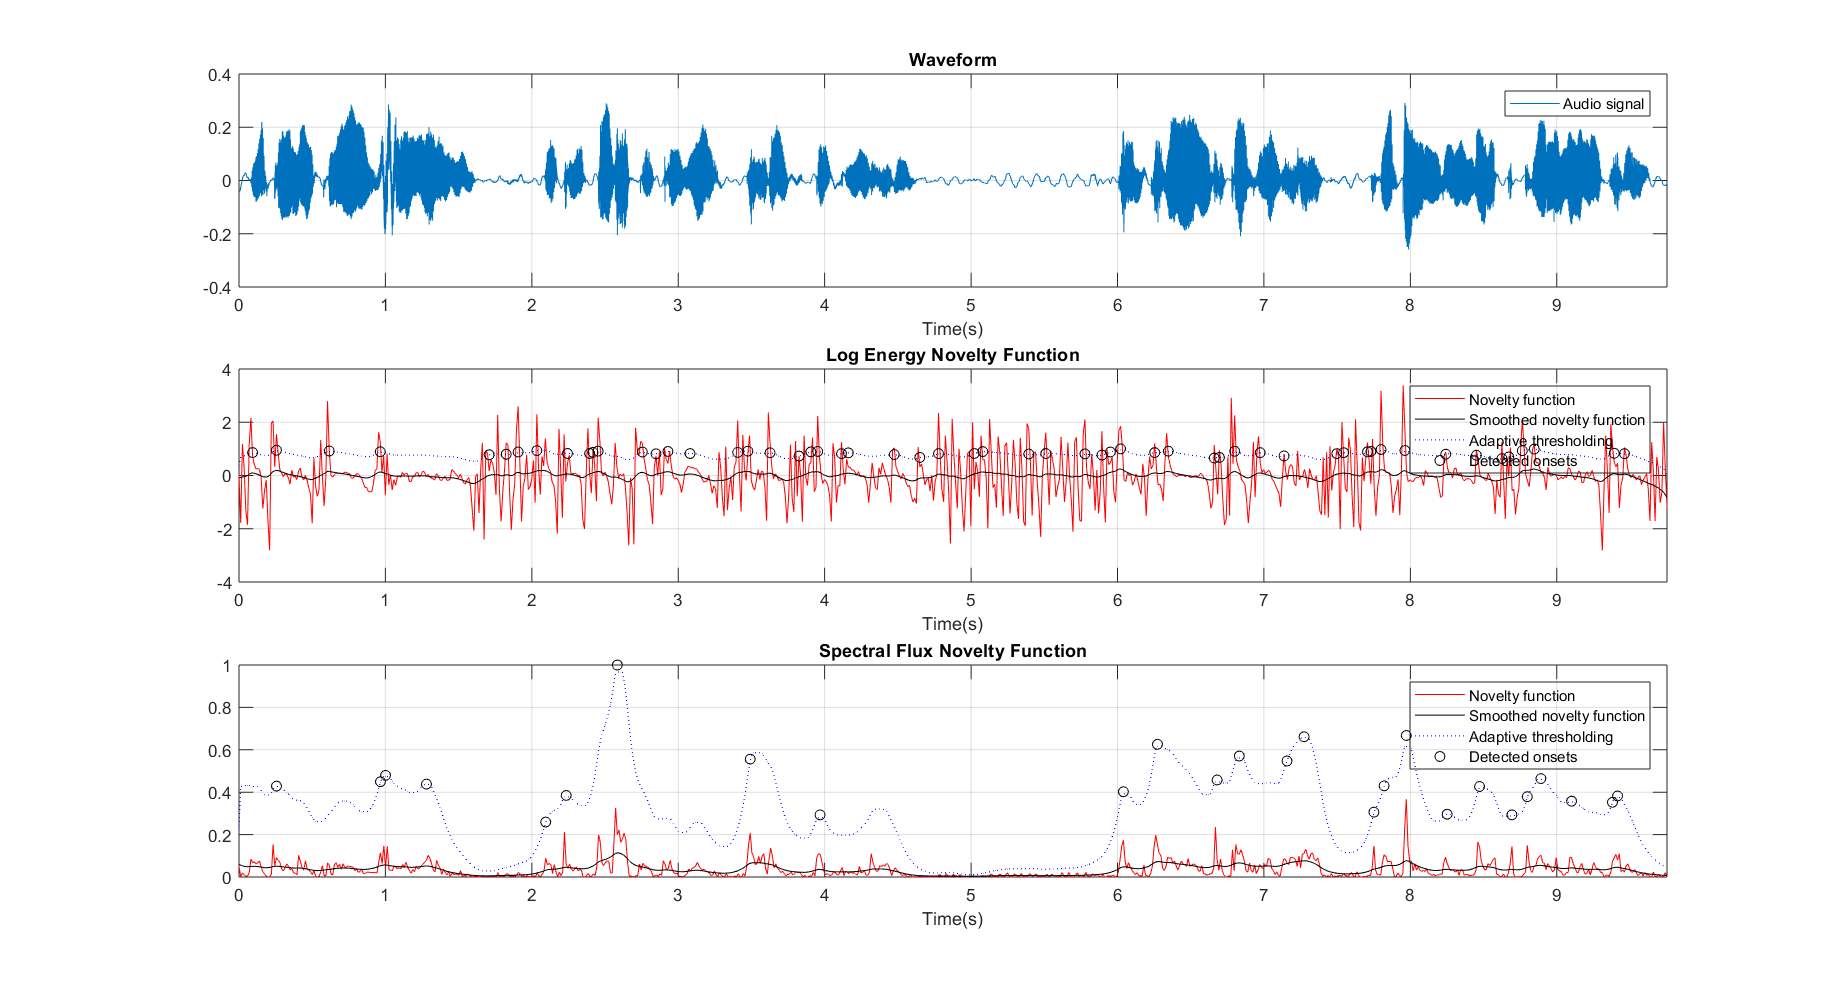 Waveform
0.4
0.2
0
-0.2
-0.4
Audio signal
0 1 2 3 4 5 6 7 8 9
Time(s)
Log Energy Novelty Function
4
2
0
-2
-4
Novelty function
Smoothed novelty function
Adaptive thresholding
Detected onsets
0 1 2 3 4 5 6 7 8 9
Time(s)
Spectral Flux Novelty Function
1
0.8
0.6
0.4
0.2
0
Novelty function
Smoothed novelty function
Adaptive thresholding
Detected onsets
0 1 2 3 4 5 6 7 8 9
Time(s)